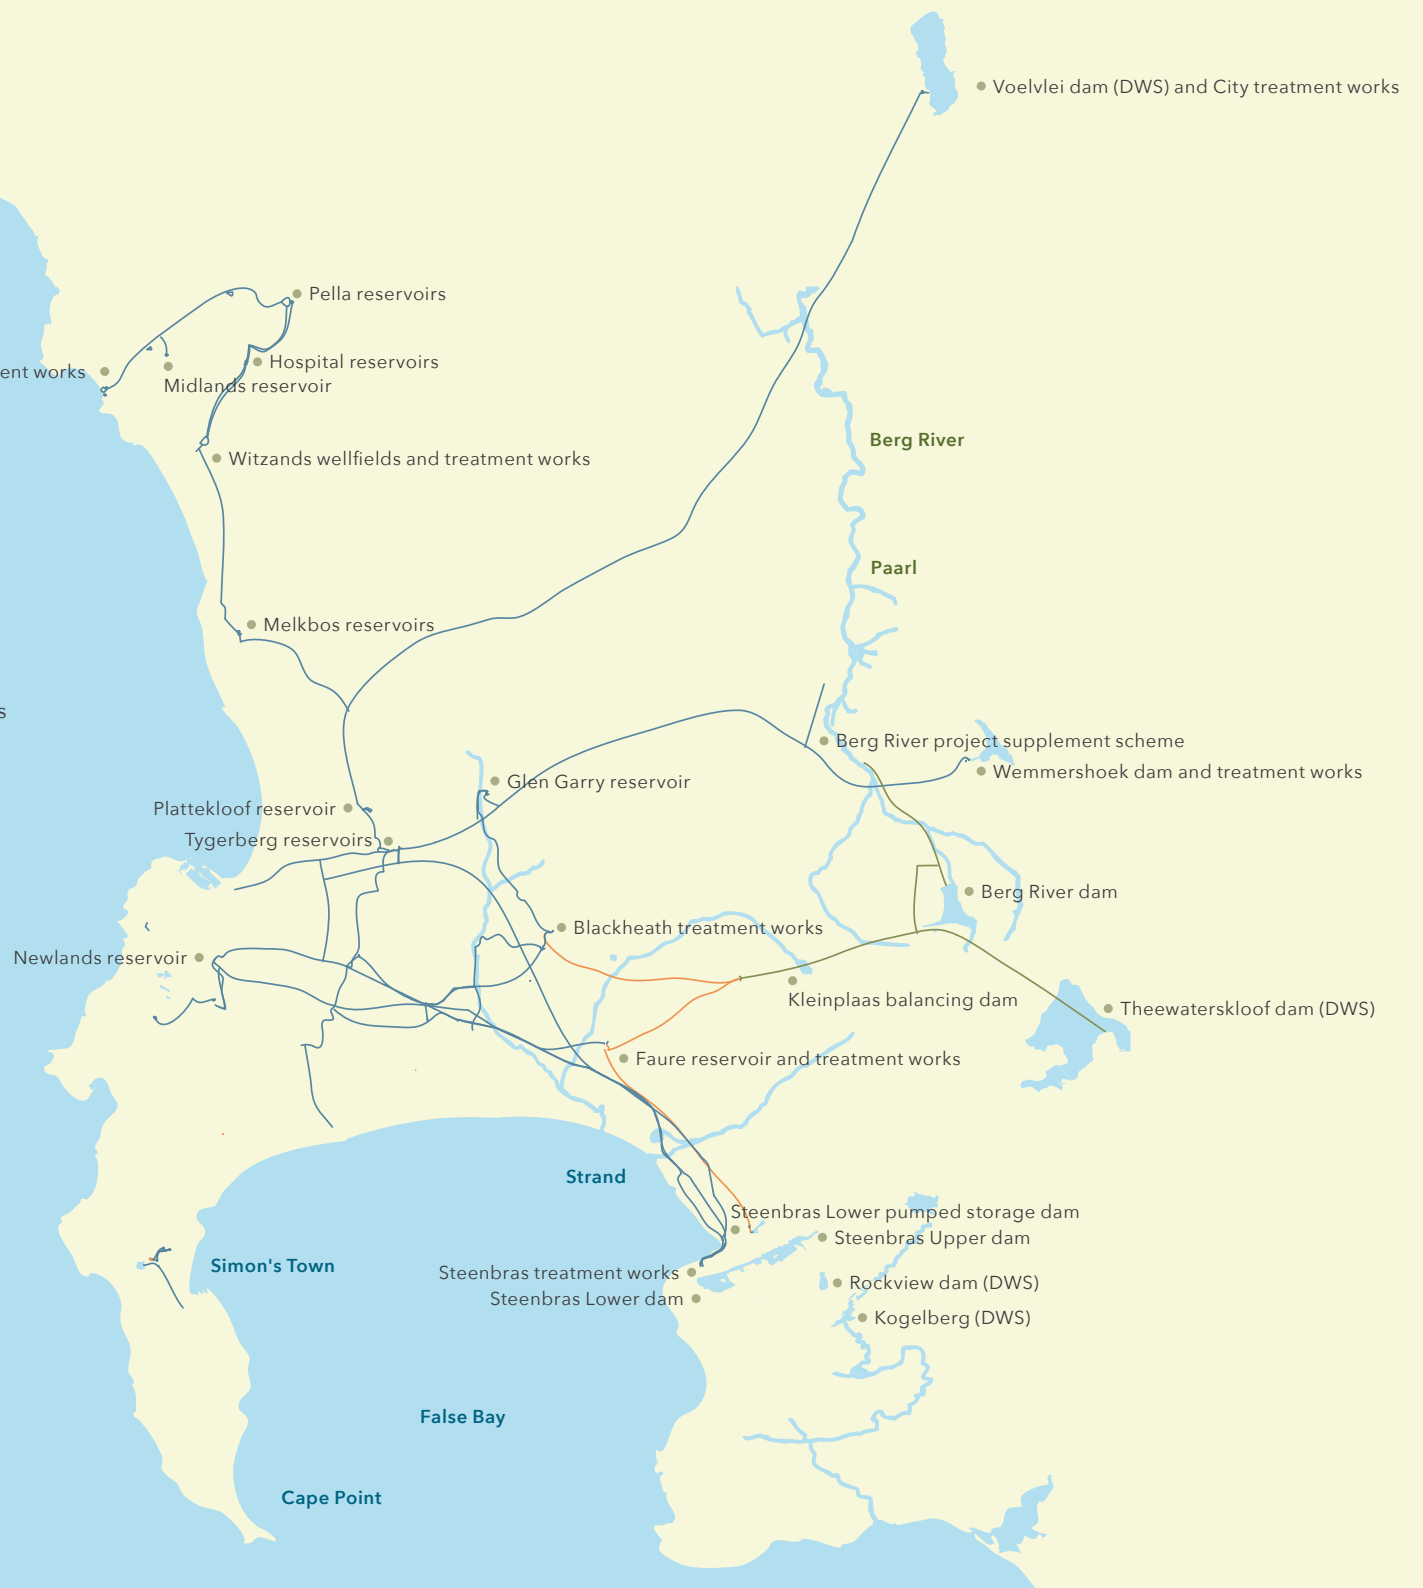 Voelvlei dam (DWS) and City treatment works
Pella reservoirs
Hospital reservoirs
ent works
Midlands reservoir
Berg River
Witzands wellfields and treatment works
Paarl
Melkbos reservoirs
s
Berg River project supplement scheme
Wemmershoek dam and treatment works
Glen Garry reservoir
Plattekloof reservoir
Tygerberg reservoirs
Berg River dam
Blackheath treatment works
Newlands reservoir
Kleinplaas balancing dam
Theewaterskloof dam (DWS)
Faure reservoir and treatment works
Strand
Steenbras Lower pumped storage dam
Steenbras Upper dam
Simon's Town
Steenbras treatment works
Rockview dam (DWS)
Steenbras Lower dam
Kogelberg (DWS)
False Bay
Cape Point